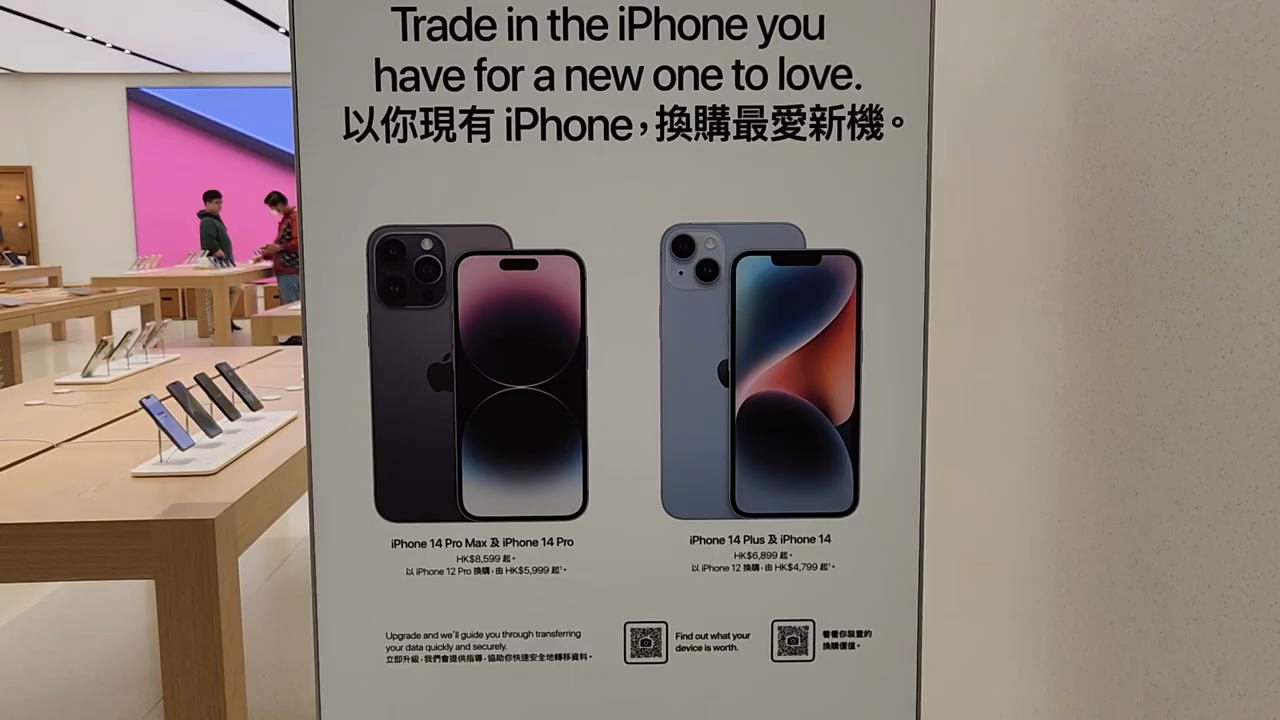 Trade in the iPhone you
have for a new one to love.
以你現有 iPhone，換購最愛新機。
iPhone 14 Pro Max 及 iPhone 14 Pro
HK$8,599 起。
以 iPhone 12 Pro 換購，由 HK$5,999 起¹。
iPhone 14 Plus 及 iPhone 14
HK$6,899 起。
以 iPhone 12 換購，由 HK$4,799 起¹。
Upgrade and we'll guide you through transferring
your data quickly and securely.
立即升級，我們會提供指導，協助你快速安全地轉移資料。
Find out what your
device is worth.
看看你裝置的
換購價值。